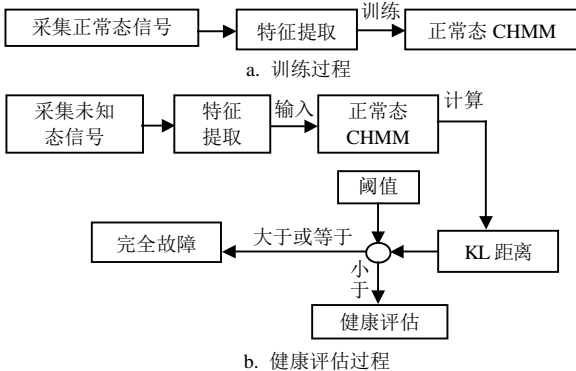 采集正常态信号
特征提取
训练
正常态 CHMM
a. 训练过程
采集未知
态信号
特征
提取
输入
正常态
CHMM
计算
阈值
完全故障
大于或等于
KL 距离
小
于
健康评估
b. 健康评估过程